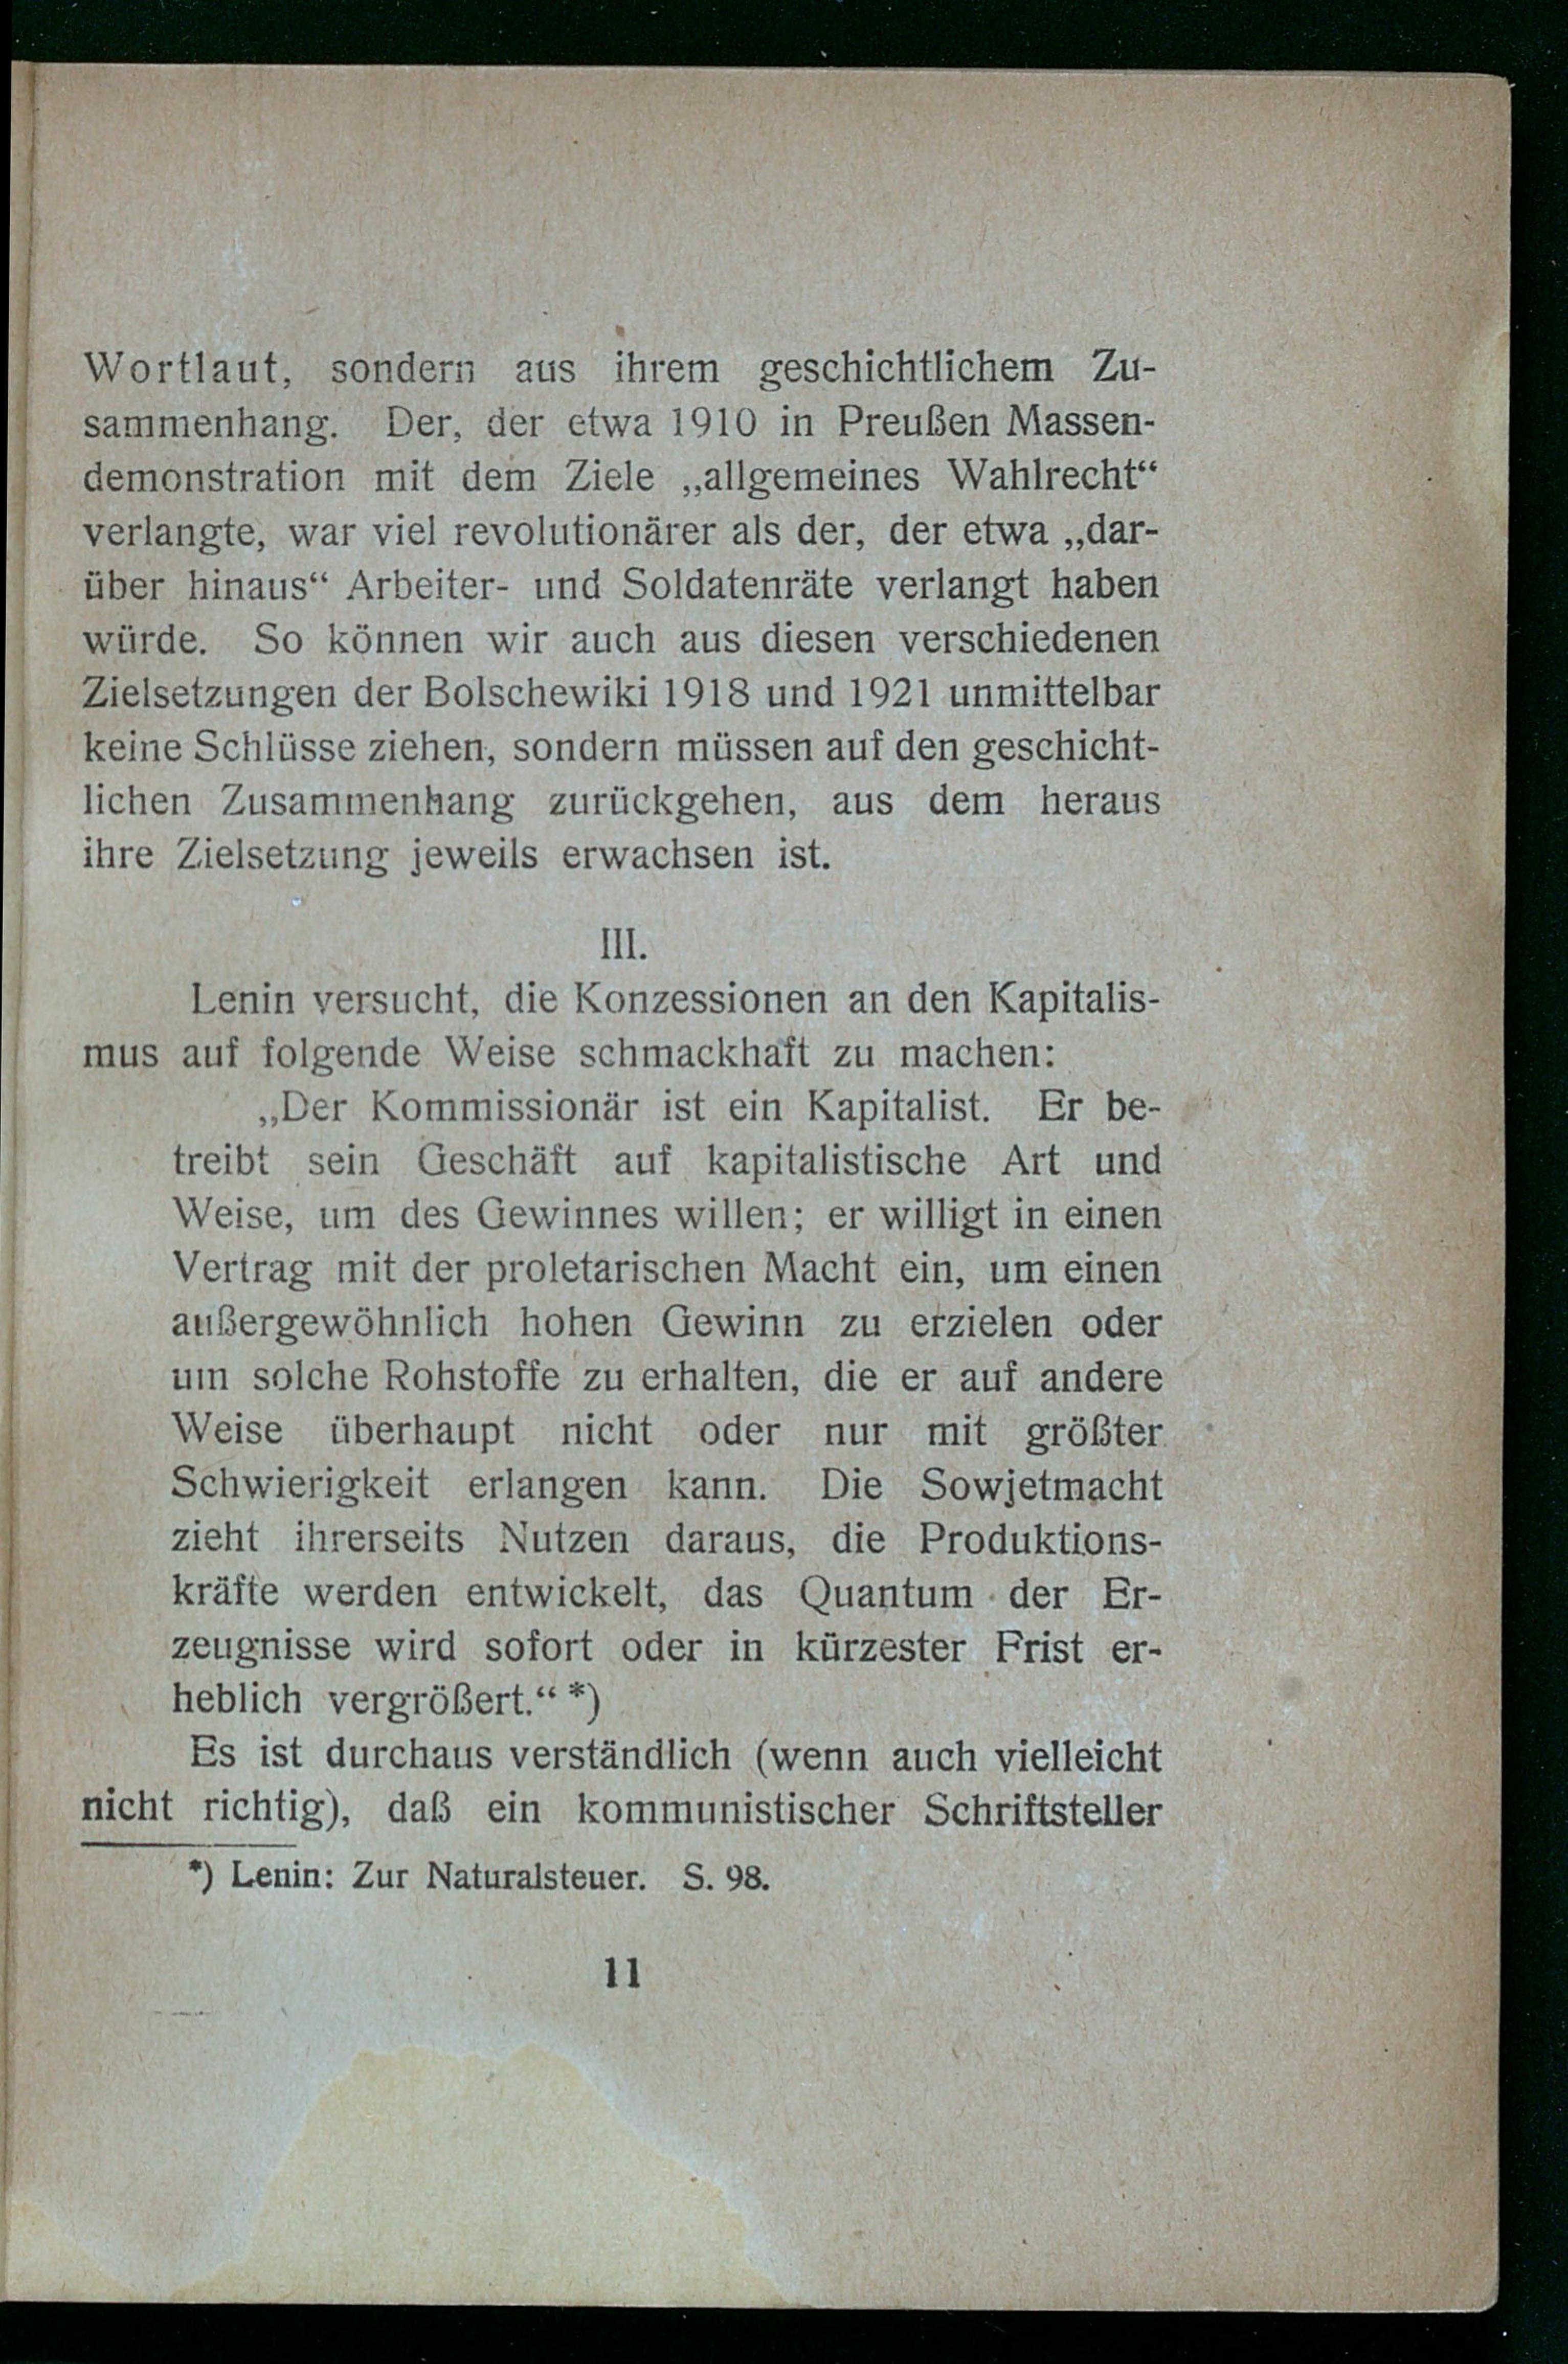 Wortlaut, sondern aus ihrem geschichtlichem Zu-
sammenhang. Der, der etwa 1910 in Preußen Massen-
demonstration mit dem Ziele „allgemeines Wahlrecht“
verlangte, war viel revolutionärer als der, der etwa „dar-
über hinaus“ Arbeiter- und Soldatenräte verlangt haben
würde. So können wir auch aus diesen verschiedenen
Zielsetzungen der Bolschewiki 1918 und 1921 unmittelbar
keine Schlüsse ziehen, sondern müssen auf den geschicht-
lichen Zusammenhang zurückgehen, aus dem heraus
ihre Zielsetzung jeweils erwachsen ist.
III.
Lenin versucht, die Konzessionen an den Kapitalis-
mus auf folgende Weise schmackhaft zu machen:
„Der Kommissionär ist ein Kapitalist. Er be-
treibt sein Geschäft auf kapitalistische Art und
Weise, um des Gewinnes willen; er willigt in einen
Vertrag mit der proletarischen Macht ein, um einen
außergewöhnlich hohen Gewinn zu erzielen oder
um solche Rohstoffe zu erhalten, die er auf andere
Weise überhaupt nicht oder nur mit größter
Schwierigkeit erlangen kann. Die Sowjetmacht
zieht ihrerseits Nutzen daraus, die Produktions-
kräfte werden entwickelt, das Quantum der Er-
zeugnisse wird sofort oder in kürzester Frist er-
heblich vergrößert.“ *)
Es ist durchaus verständlich (wenn auch vielleicht
nicht richtig), daß ein kommunistischer Schriftsteller
*) Lenin: Zur Naturalsteuer. S. 98.
11